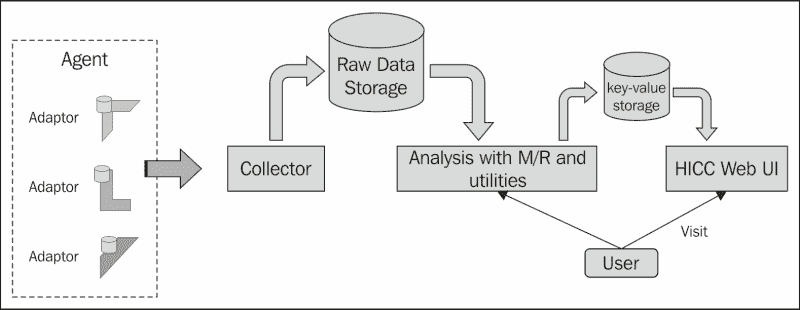 Agent
Adaptor
Adaptor
Adaptor
Collector
Raw Data
Storage
Analysis with M/R and
utilities
key-value
storage
HICC Web UI
Visit
User